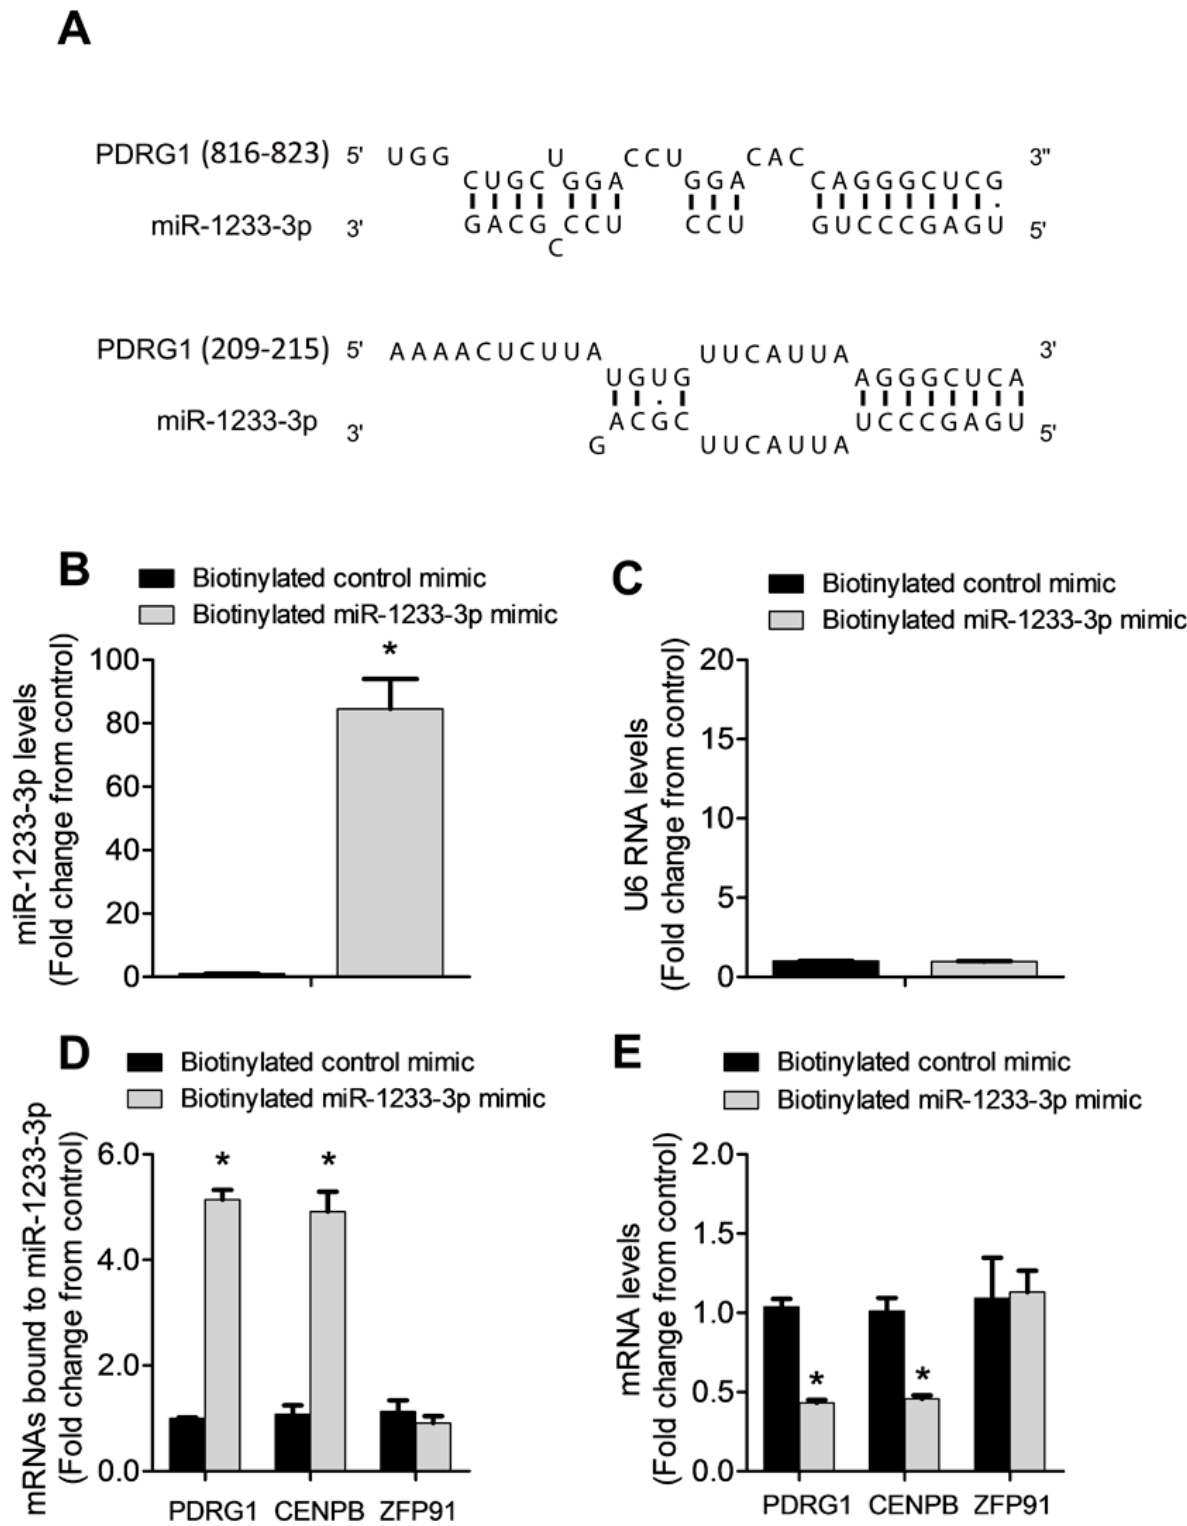 A
PDRG1 (816-823) 5' UGG U CCU CAC 3"
CUGC GGA GGA CAGGGCUCG
miR-1233-3p 3' GACG CCU CCU GUCCCGAGU 5'
C
PDRG1 (209-215) 5' AAAACUCUUA UUCAUUA 3'
UGUG AGGGCUCA
miR-1233-3p 3' ACGC UCCCGAGU 5'
G UUCAUUA
B
Biotinylated control mimic
Biotinylated miR-1233-3p mimic
miR-1233-3p levels
(Fold change from control)
100
80
60
40
20
0
*
C
Biotinylated control mimic
Biotinylated miR-1233-3p mimic
U6 RNA levels
(Fold change from control)
20
15
10
5
0
D
Biotinylated control mimic
Biotinylated miR-1233-3p mimic
mRNAs bound to miR-1233-3p
(Fold change from control)
6.0
4.0
2.0
0.0
* *
PDRG1 CENPB ZFP91
E
Biotinylated control mimic
Biotinylated miR-1233-3p mimic
mRNA levels
(Fold change from control)
2.0
1.5
1.0
0.5
0.0
* *
PDRG1 CENPB ZFP91